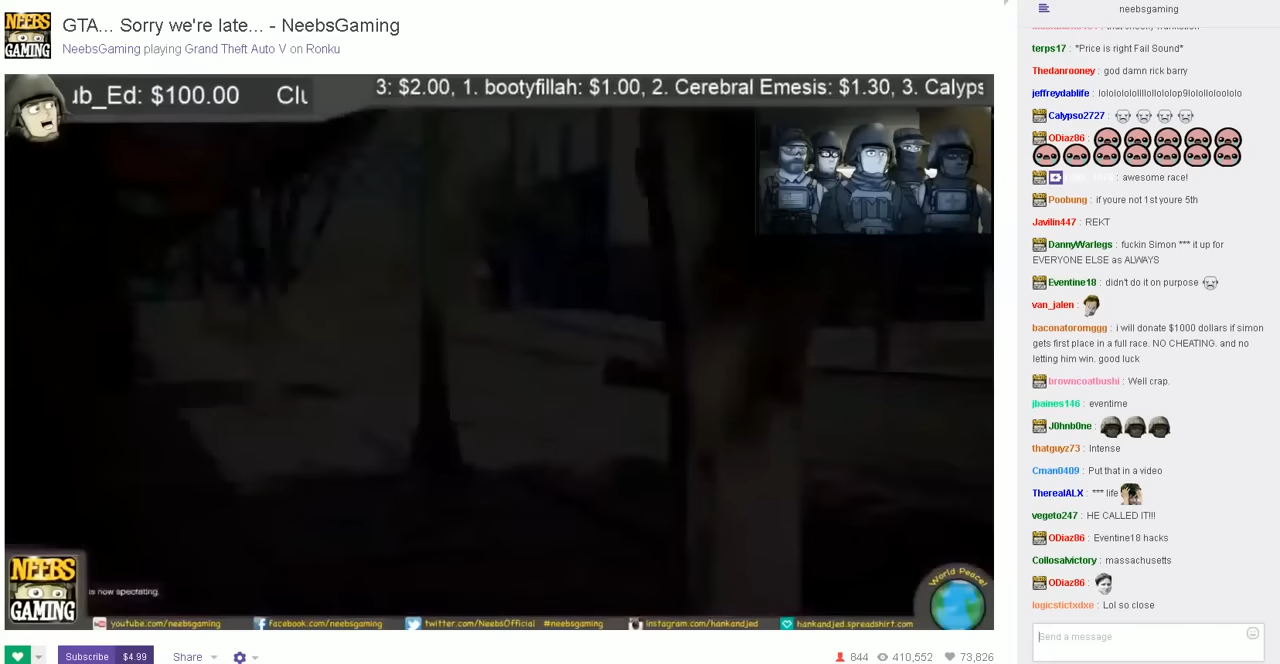 NEEBS GAMING
GTA... Sorry we're late... - NeebsGaming
NeebsGaming playing Grand Theft Auto V on Ronku
ub_Ed: $100.00 Clu
3: $2.00, 1. bootyfillah: $1.00, 2. Cerebral Emesis: $1.30, 3. Calyps
NEEBS
GAMING
is now spectating.
World Peace!
youtube.com/neebsgaming facebook.com/neebsgaming twitter.com/NeebsOfficial #neebsgaming instagram.com/hankandjed hankandjed.spreadshirt.com
Subscribe $4.99 Share 844 410,552 73,826
neebsgaming
terps17 : *Price is right Fail Sound*
Thedanrooney : god damn rick barry
jeffreydablife : lolololololllllollololop9lolollololoolo
Calypso2727 :
ODiaz86 :
: awesome race!
Poobung : if youre not 1st youre 5th
Javilin447 : REKT
DannyWarlegs : fuckin Simon *** it up for
EVERYONE ELSE as ALWAYS
Eventine18 : didn't do it on purpose
van_jalen :
baconatoromggg : i will donate $1000 dollars if simon
gets first place in a full race. NO CHEATING. and no
letting him win. good luck
browncoatbushi : Well crap.
jbaines146 : eventime
J0hnb0ne :
thatguyz73 : Intense
Cman0409 : Put that in a video
TherealALX : *** life
vegeto247 : HE CALLED IT!!!
ODiaz86 : Eventine18 hacks
Collosalvictory : massachusetts
ODiaz86 :
logicstictxdxe : Lol so close
Send a message